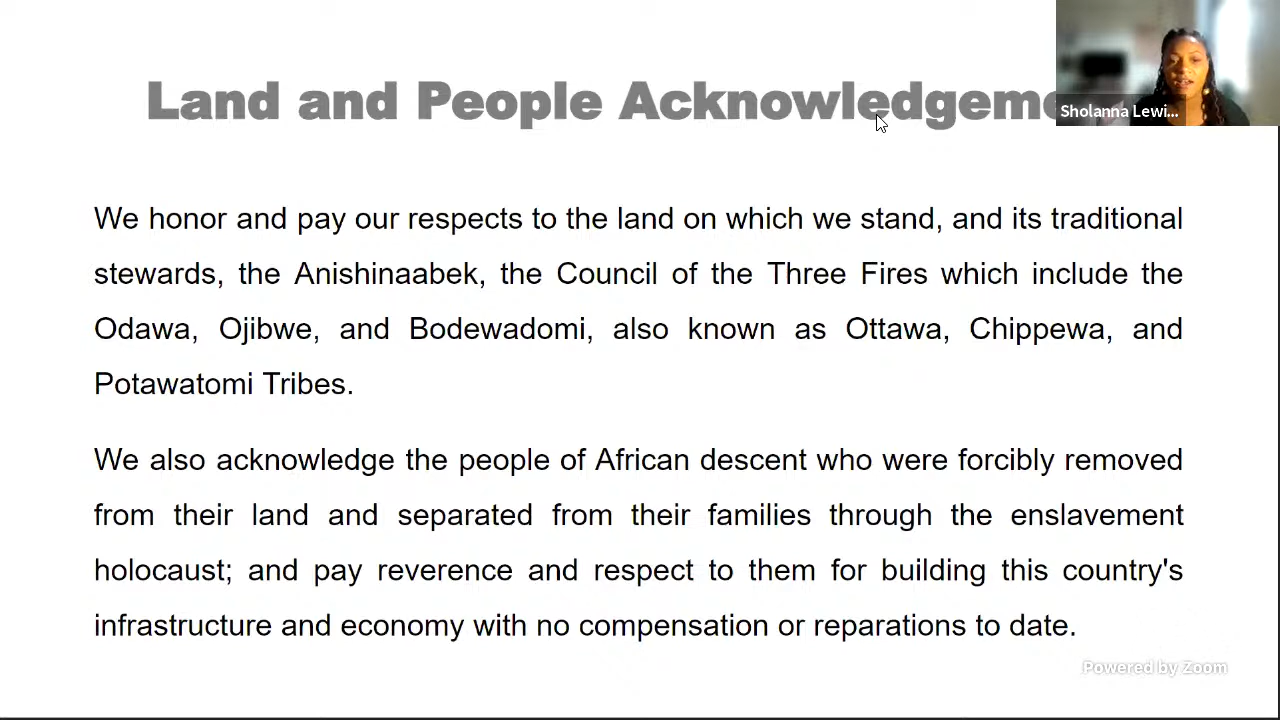 Land and People Acknowledgeme
Sholanna Lewi...
We honor and pay our respects to the land on which we stand, and its traditional
stewards, the Anishinaabek, the Council of the Three Fires which include the
Odawa, Ojibwe, and Bodewadomi, also known as Ottawa, Chippewa, and
Potawatomi Tribes.
We also acknowledge the people of African descent who were forcibly removed
from their land and separated from their families through the enslavement
holocaust; and pay reverence and respect to them for building this country's
infrastructure and economy with no compensation or reparations to date.
Powered by Zoom